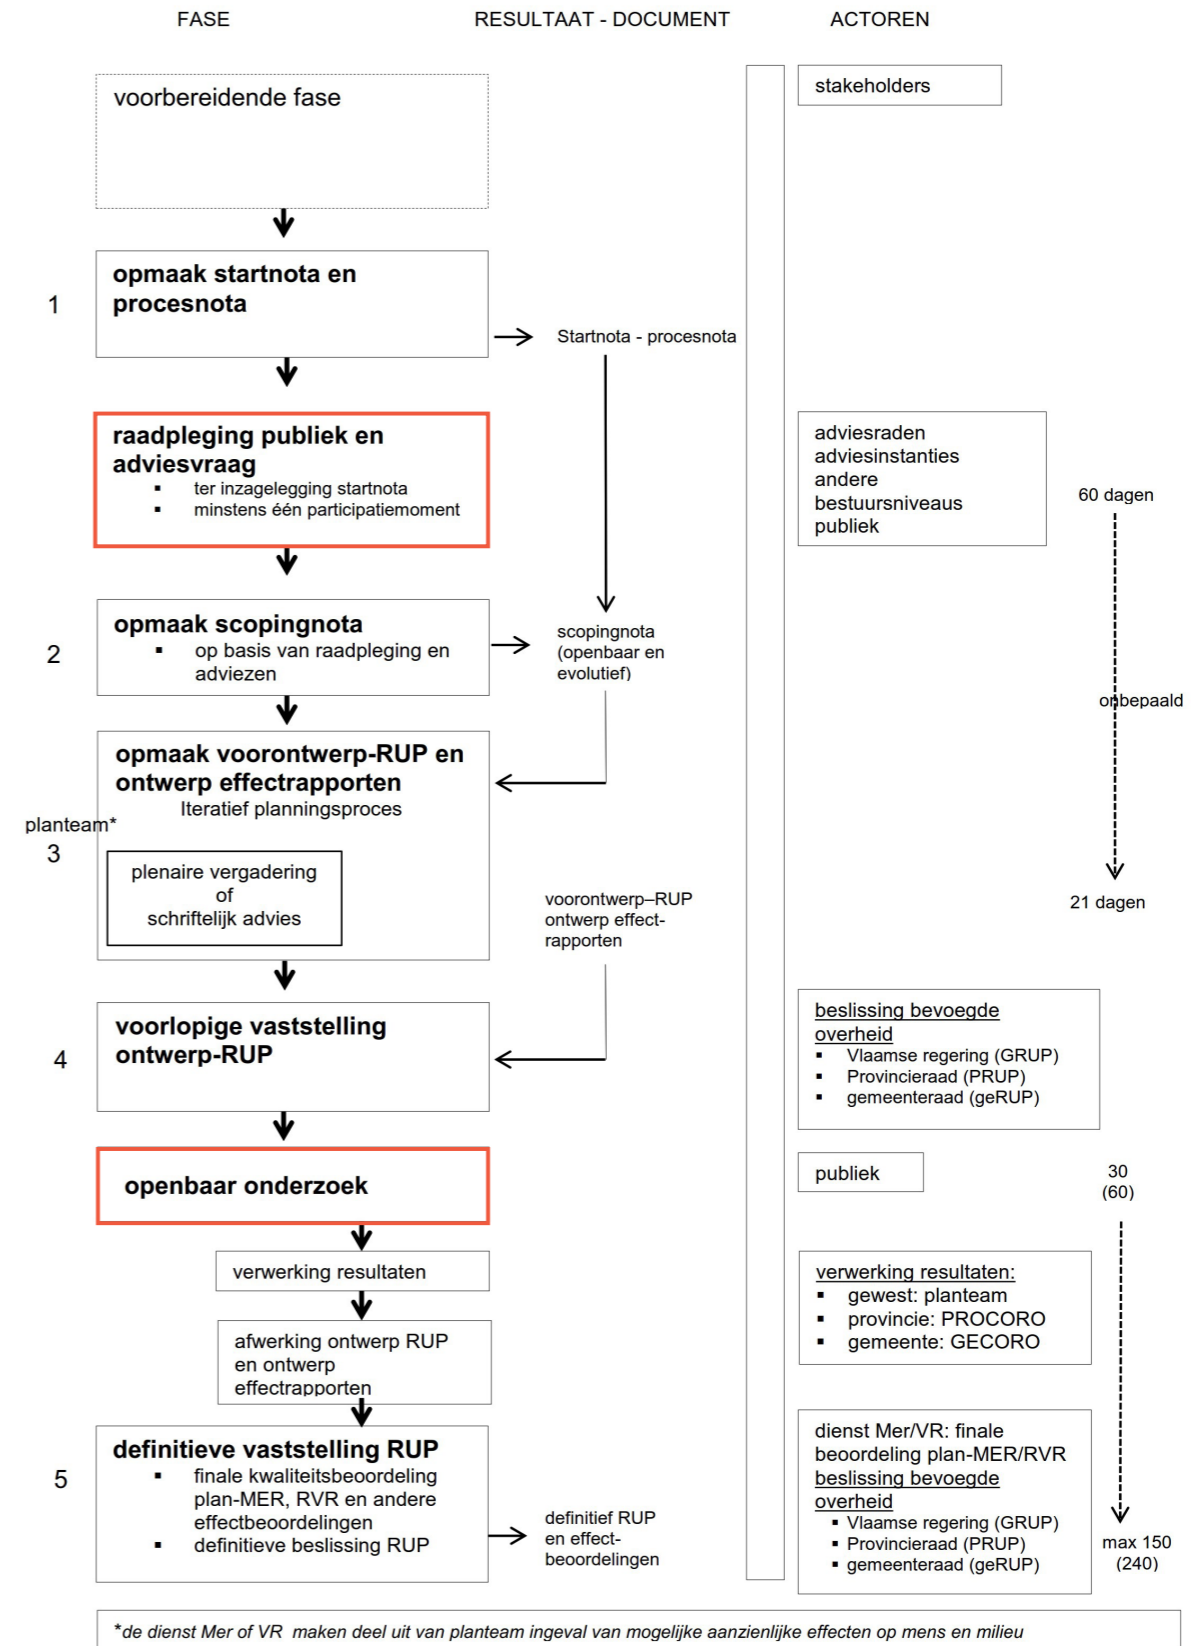 FASE
RESULTAAT - DOCUMENT
ACTOREN
voorbereidende fase
stakeholders
1
opmaak startnota en
procesnota
Startnota - procesnota
raadpleging publiek en
adviesvraag
▪ ter inzagelegging startnota
▪ minstens één participatiemoment
adviesraden
adviesinstanties
andere
bestuursniveaus
publiek
60 dagen
2
opmaak scopingnota
▪ op basis van raadpleging en
adviezen
scopingnota
(openbaar en
evolutief)
onbepaald
opmaak voorontwerp-RUP en
ontwerp effectrapporten
Iteratief planningsproces
planteam*
3
plenaire vergadering
of
schriftelijk advies
voorontwerp–RUP
ontwerp effect-
rapporten
21 dagen
4
voorlopige vaststelling
ontwerp-RUP
beslissing bevoegde
overheid
▪ Vlaamse regering (GRUP)
▪ Provincieraad (PRUP)
▪ gemeenteraad (geRUP)
openbaar onderzoek
publiek
30
(60)
verwerking resultaten
verwerking resultaten:
▪ gewest: planteam
▪ provincie: PROCORO
▪ gemeente: GECORO
afwerking ontwerp RUP
en ontwerp
effectrapporten
5
definitieve vaststelling RUP
▪ finale kwaliteitsbeoordeling
plan-MER, RVR en andere
effectbeoordelingen
▪ definitieve beslissing RUP
definitief RUP
en effect-
beoordelingen
dienst Mer/VR: finale
beoordeling plan-MER/RVR
beslissing bevoegde
overheid
▪ Vlaamse regering (GRUP)
▪ Provincieraad (PRUP)
▪ gemeenteraad (geRUP)
max 150
(240)
*de dienst Mer of VR maken deel uit van planteam ingeval van mogelijke aanzienlijke effecten op mens en milieu